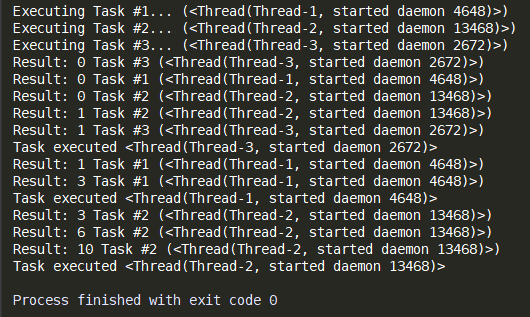 Executing Task #1... (<Thread(Thread-1, started daemon 4648)>)
Executing Task #2... (<Thread(Thread-2, started daemon 13468)>)
Executing Task #3... (<Thread(Thread-3, started daemon 2672)>)
Result: 0 Task #3 (<Thread(Thread-3, started daemon 2672)>)
Result: 0 Task #1 (<Thread(Thread-1, started daemon 4648)>)
Result: 0 Task #2 (<Thread(Thread-2, started daemon 13468)>)
Result: 1 Task #2 (<Thread(Thread-2, started daemon 13468)>)
Result: 1 Task #3 (<Thread(Thread-3, started daemon 2672)>)
Task executed <Thread(Thread-3, started daemon 2672)>
Result: 1 Task #1 (<Thread(Thread-1, started daemon 4648)>)
Result: 3 Task #1 (<Thread(Thread-1, started daemon 4648)>)
Task executed <Thread(Thread-1, started daemon 4648)>
Result: 3 Task #2 (<Thread(Thread-2, started daemon 13468)>)
Result: 6 Task #2 (<Thread(Thread-2, started daemon 13468)>)
Result: 10 Task #2 (<Thread(Thread-2, started daemon 13468)>)
Task executed <Thread(Thread-2, started daemon 13468)>
Process finished with exit code 0